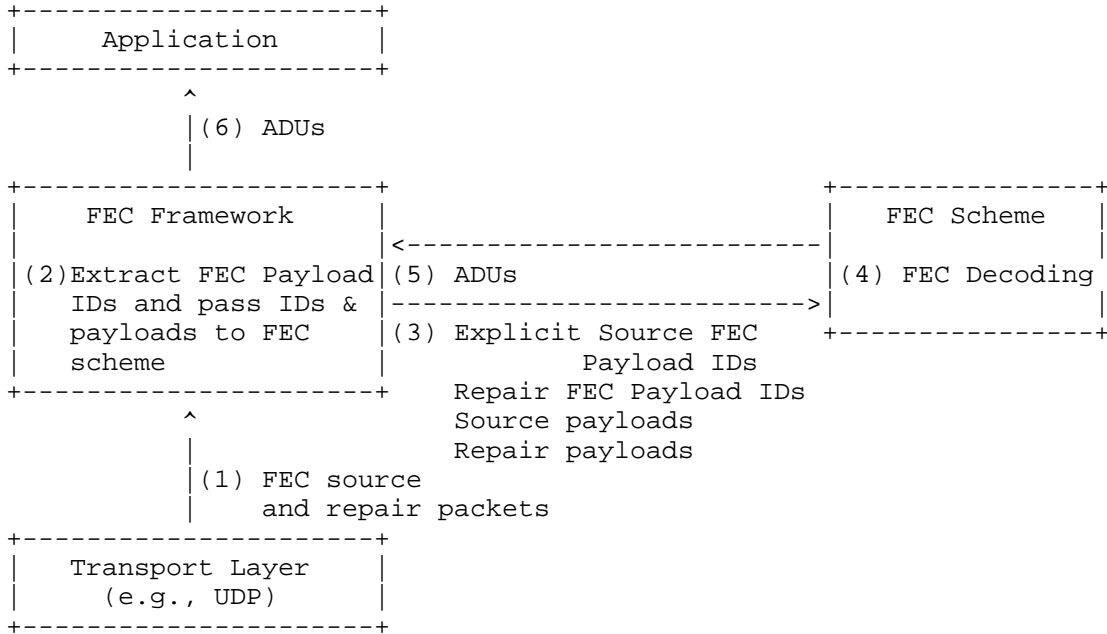 Application
(6) ADUs
FEC Framework
FEC Scheme
(2)Extract FEC Payload
(5) ADUs
(4) FEC Decoding
IDs and pass IDs &
payloads to FEC
(3) Explicit Source FEC
scheme
Payload IDs
Repair FEC Payload IDs
Source payloads
Repair payloads
(1) FEC source
and repair packets
Transport Layer
(e.g., UDP)